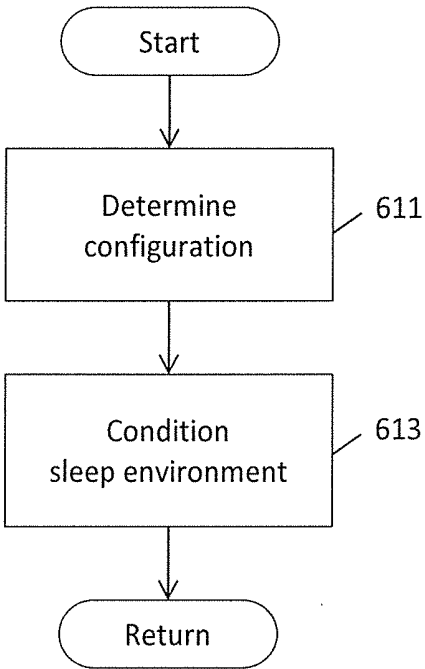 Start
Determine
configuration
611
Condition
sleep environment
613
Return